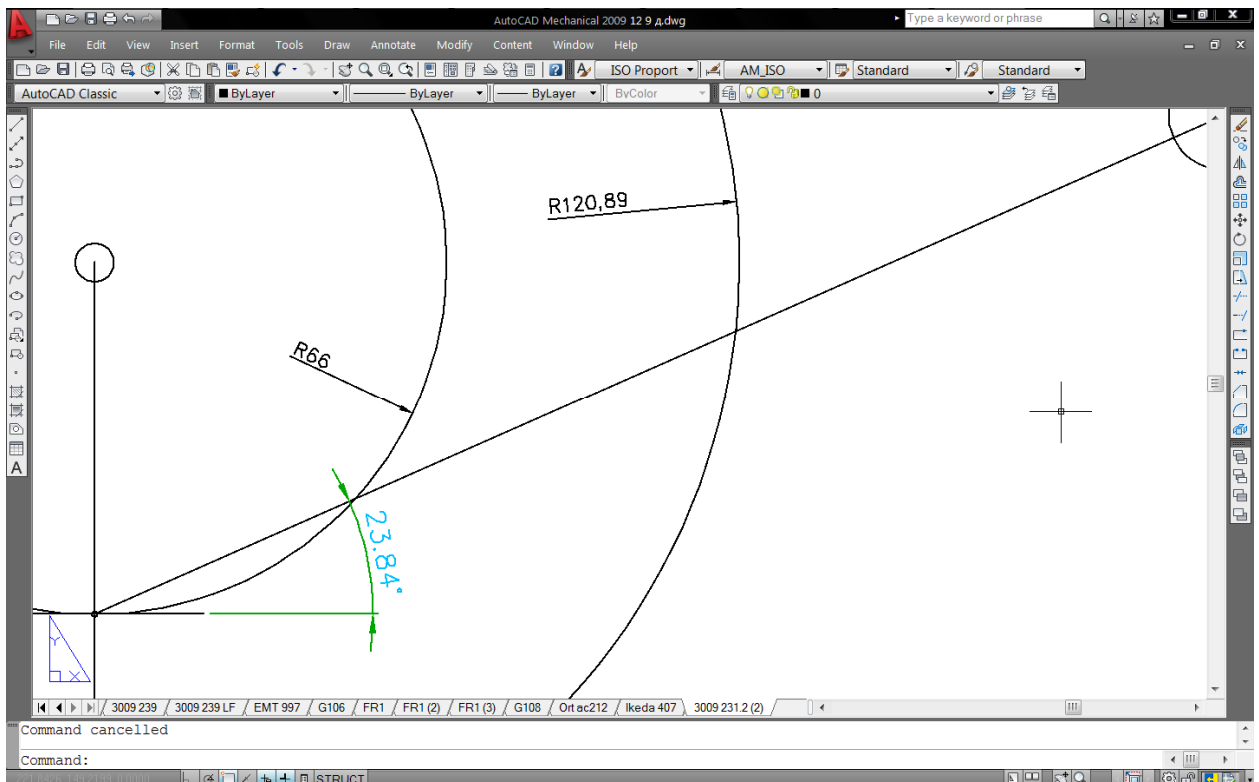 AutoCAD Mechanical 2009 12 9 д.dwg
Type a keyword or phrase
File Edit View Insert Format Tools Draw Annotate Modify Content Window Help
ISO Proport AM_ISO Standard Standard
AutoCAD Classic ByLayer ByLayer ByLayer ByColor 0
R120,89
R66
23.84°
Y
X
A
3009 239 3009 239 LF EMT 997 G106 FR1 FR1 (2) FR1 (3) G108 Ort ac212 Ikeda 407 3009 231.2 (2)
Command cancelled
Command:
STRUCT